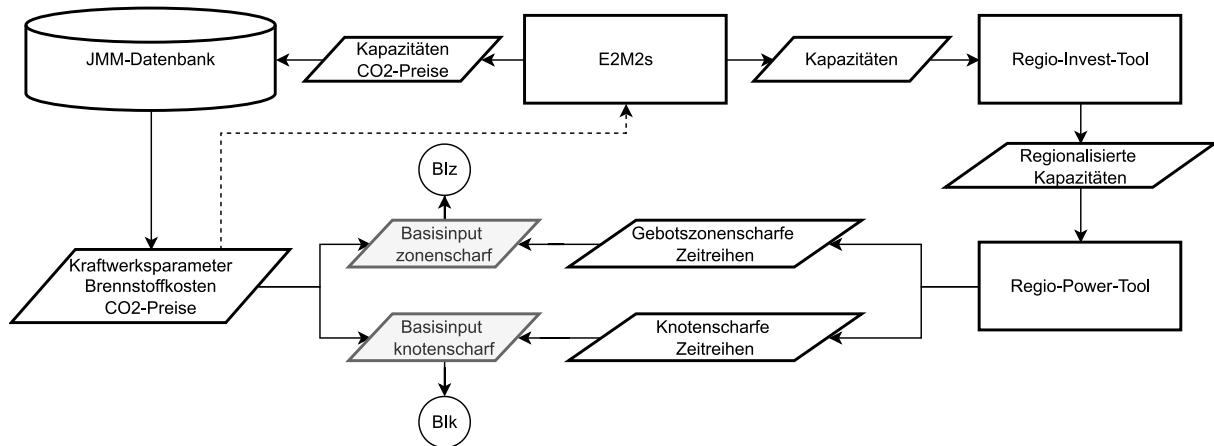 JMM-Datenbank
Kapazitäten
CO2-Preise
E2M2s
Kapazitäten
Regio-Invest-Tool
Regionalisierte
Kapazitäten
BIz
Basisinput
zonenscharf
Gebotszonenscharfe
Zeitreihen
Kraftwerksparameter
Brennstoffkosten
CO2-Preise
Regio-Power-Tool
Basisinput
knotenscharf
Knotenscharfe
Zeitreihen
BIk